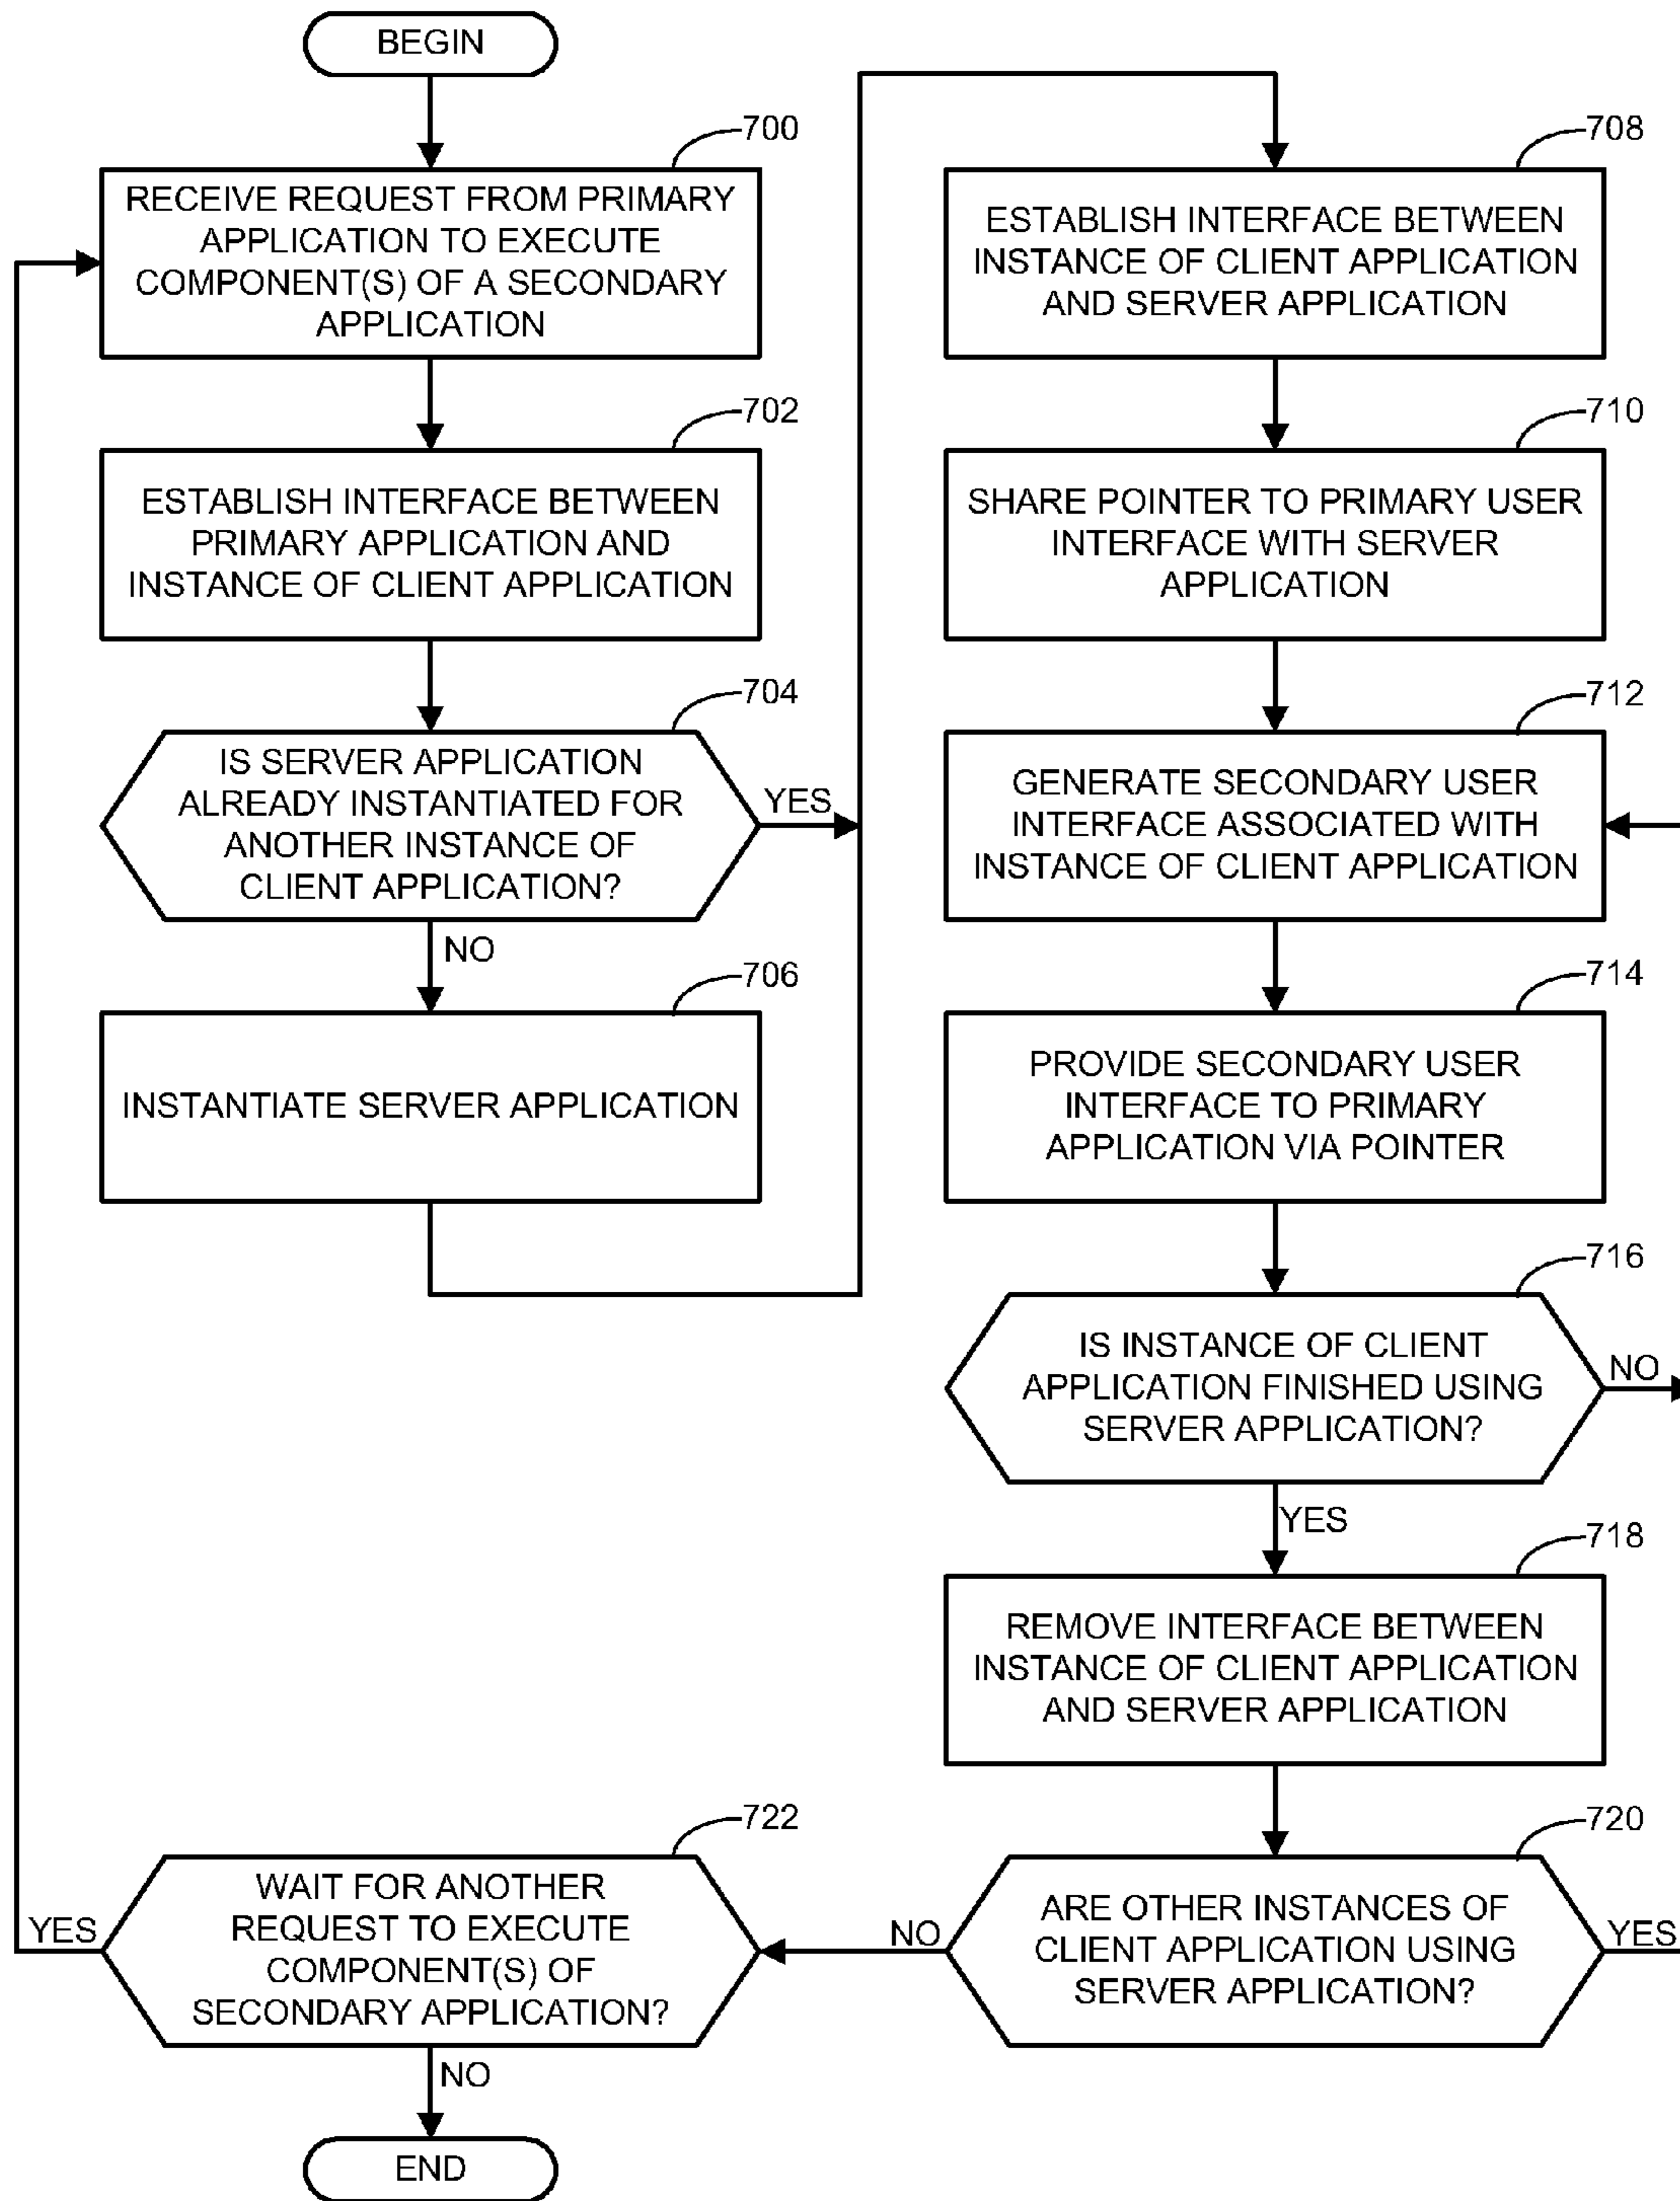 BEGIN
700
RECEIVE REQUEST FROM PRIMARY
APPLICATION TO EXECUTE
COMPONENT(S) OF A SECONDARY
APPLICATION
702
ESTABLISH INTERFACE BETWEEN
PRIMARY APPLICATION AND
INSTANCE OF CLIENT APPLICATION
704
IS SERVER APPLICATION
ALREADY INSTANTIATED FOR
ANOTHER INSTANCE OF
CLIENT APPLICATION?
YES
NO
706
INSTANTIATE SERVER APPLICATION
708
ESTABLISH INTERFACE BETWEEN
INSTANCE OF CLIENT APPLICATION
AND SERVER APPLICATION
710
SHARE POINTER TO PRIMARY USER
INTERFACE WITH SERVER
APPLICATION
712
GENERATE SECONDARY USER
INTERFACE ASSOCIATED WITH
INSTANCE OF CLIENT APPLICATION
714
PROVIDE SECONDARY USER
INTERFACE TO PRIMARY
APPLICATION VIA POINTER
716
IS INSTANCE OF CLIENT
APPLICATION FINISHED USING
SERVER APPLICATION?
NO
YES
718
REMOVE INTERFACE BETWEEN
INSTANCE OF CLIENT APPLICATION
AND SERVER APPLICATION
720
ARE OTHER INSTANCES OF
CLIENT APPLICATION USING
SERVER APPLICATION?
YES
NO
722
WAIT FOR ANOTHER
REQUEST TO EXECUTE
COMPONENT(S) OF
SECONDARY APPLICATION?
YES
NO
END